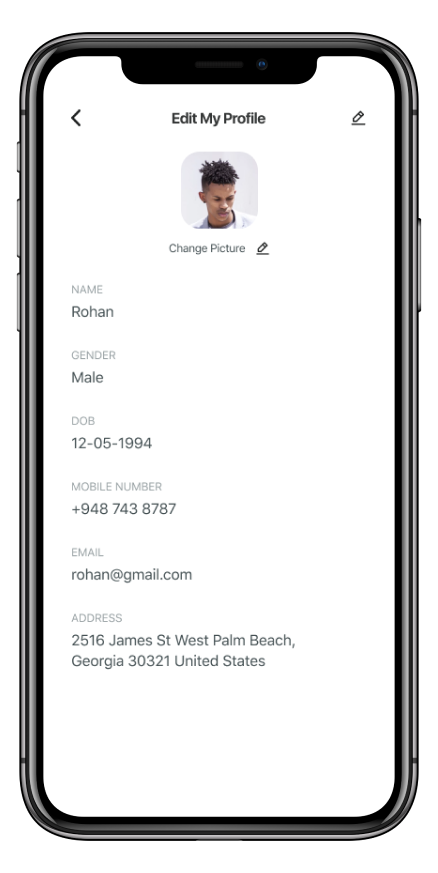 Edit My Profile
Change Picture
NAME
Rohan
GENDER
Male
DOB
12-05-1994
MOBILE NUMBER
+948 743 8787
EMAIL
rohan@gmail.com
ADDRESS
2516 James St West Palm Beach,
Georgia 30321 United States